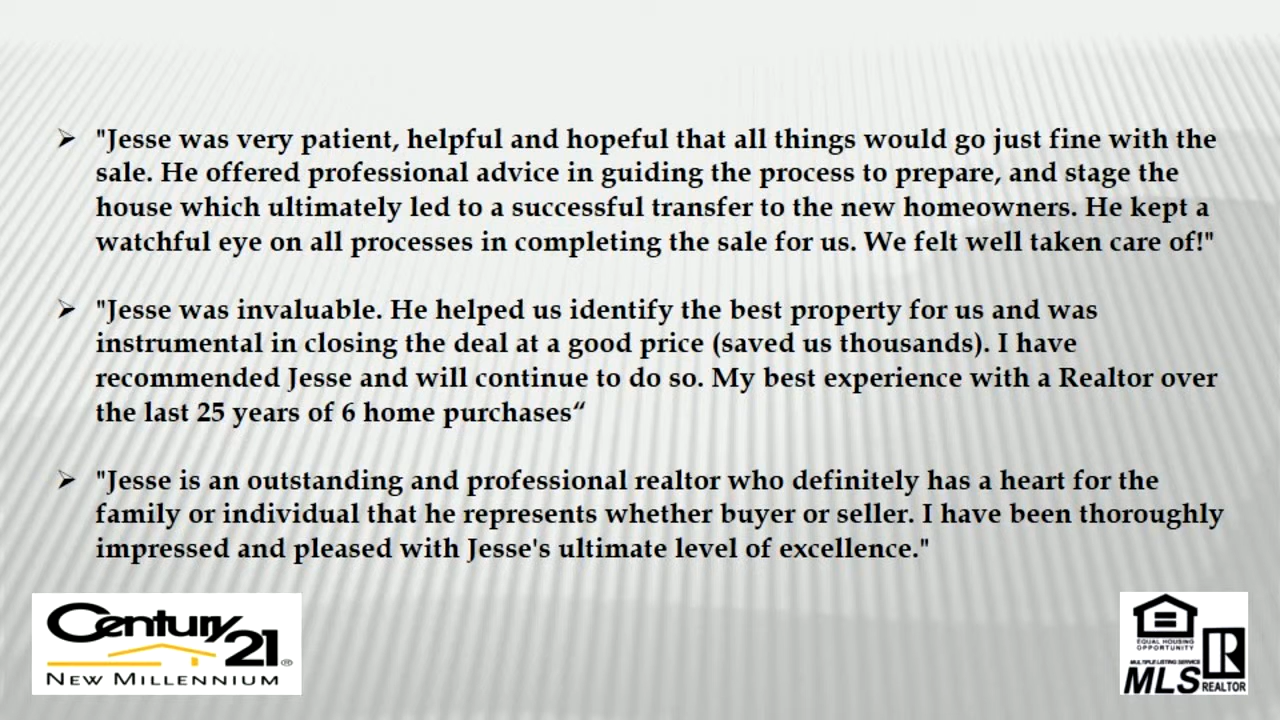 "Jesse was very patient, helpful and hopeful that all things would go just fine with the
sale. He offered professional advice in guiding the process to prepare, and stage the
house which ultimately led to a successful transfer to the new homeowners. He kept a
watchful eye on all processes in completing the sale for us. We felt well taken care of!"
"Jesse was invaluable. He helped us identify the best property for us and was
instrumental in closing the deal at a good price (saved us thousands). I have
recommended Jesse and will continue to do so. My best experience with a Realtor over
the last 25 years of 6 home purchases“
"Jesse is an outstanding and professional realtor who definitely has a heart for the
family or individual that he represents whether buyer or seller. I have been thoroughly
impressed and pleased with Jesse's ultimate level of excellence."
Century
21®
NEW MILLENNIUM
EQUAL HOUSING
OPPORTUNITY
MULTIPLE LISTING SERVICE
MLS
R
REALTOR